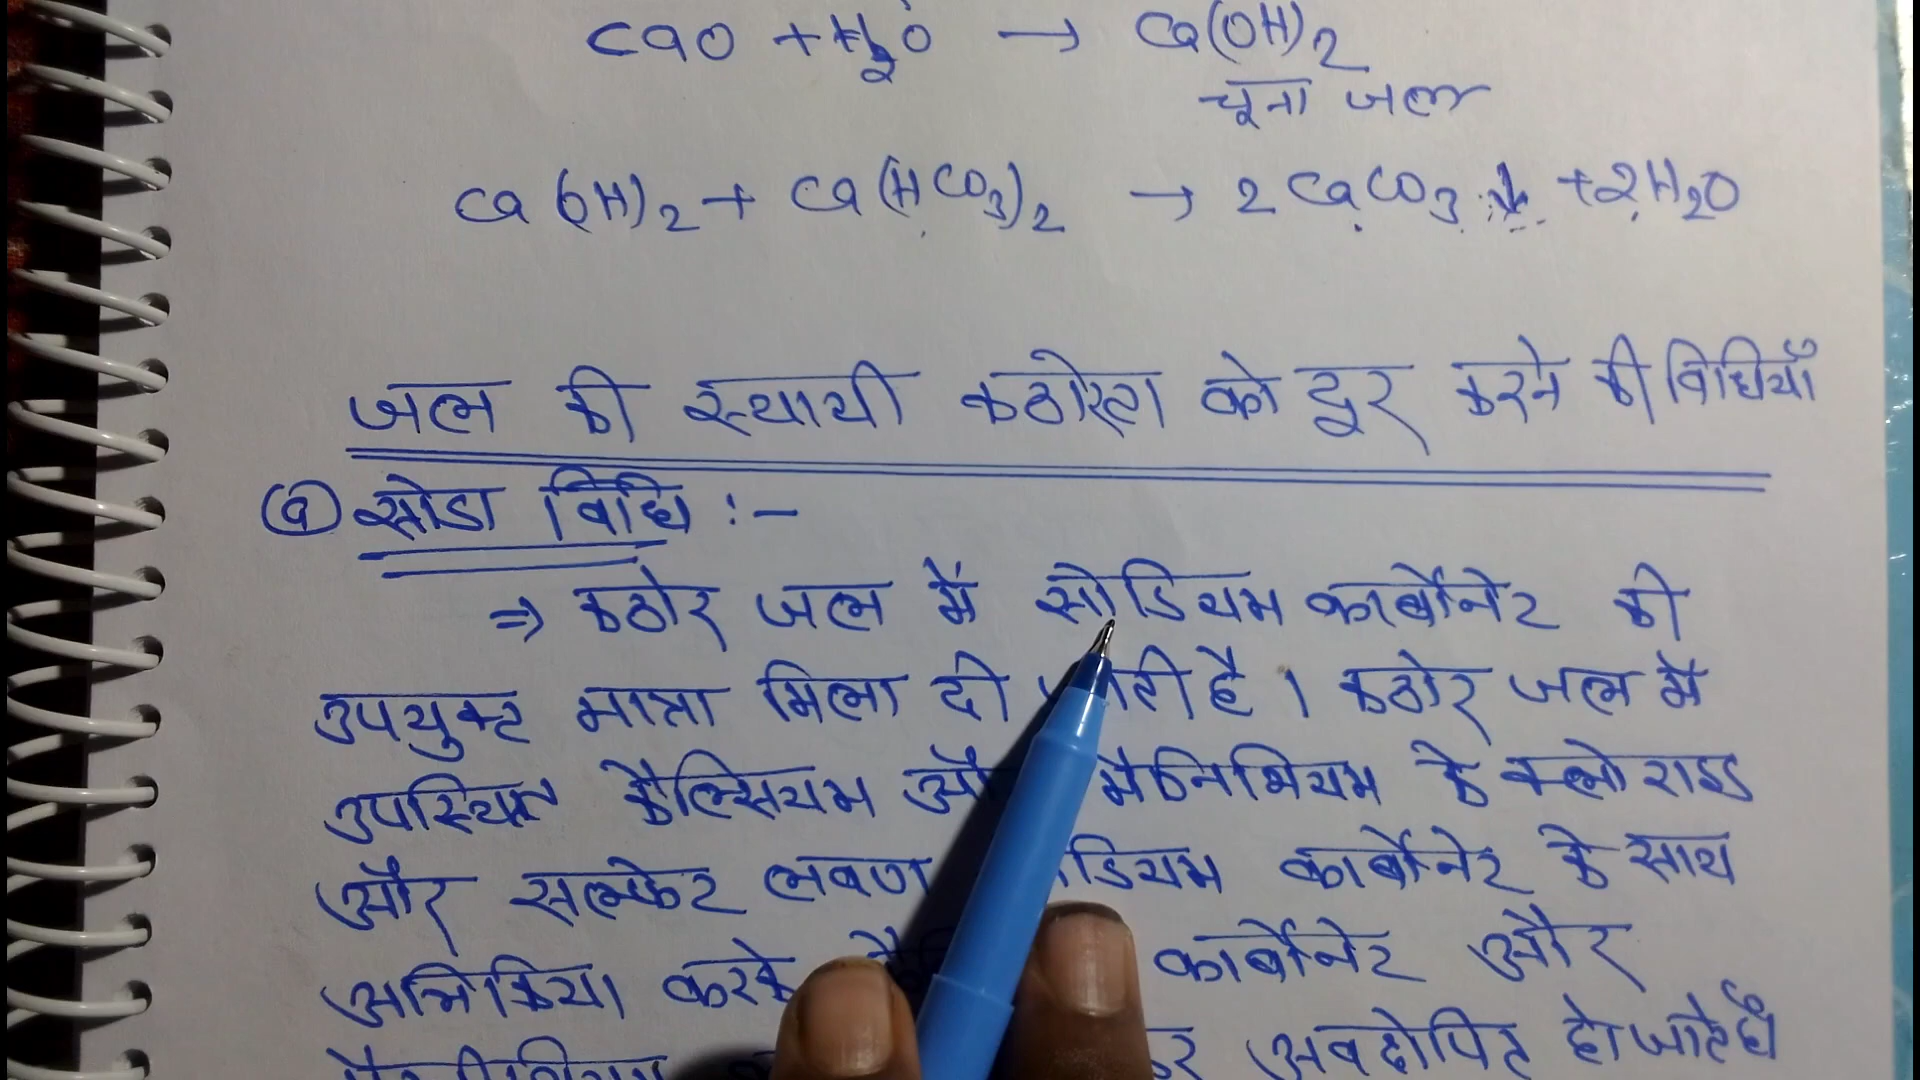 CaO + H2O → Ca(OH)2
चूना जल
Ca(OH)2 + Ca(HCO3)2 → 2CaCO3 ↓ + 2H2O
जल की स्थायी कठोरता को दूर करने की विधियाँ
(a) सोडा विधि :-
⇒ कठोर जल में सोडियम कार्बोनेट की
उपयुक्त मात्रा मिला दी जाती है। कठोर जल में
उपस्थित कैल्सियम और मैग्निशियम के क्लोराइड
और सल्फेट लवण सोडियम कार्बोनेट के साथ
अभिक्रिया करके कार्बोनेट और
अवक्षेपित हो जाते हैं